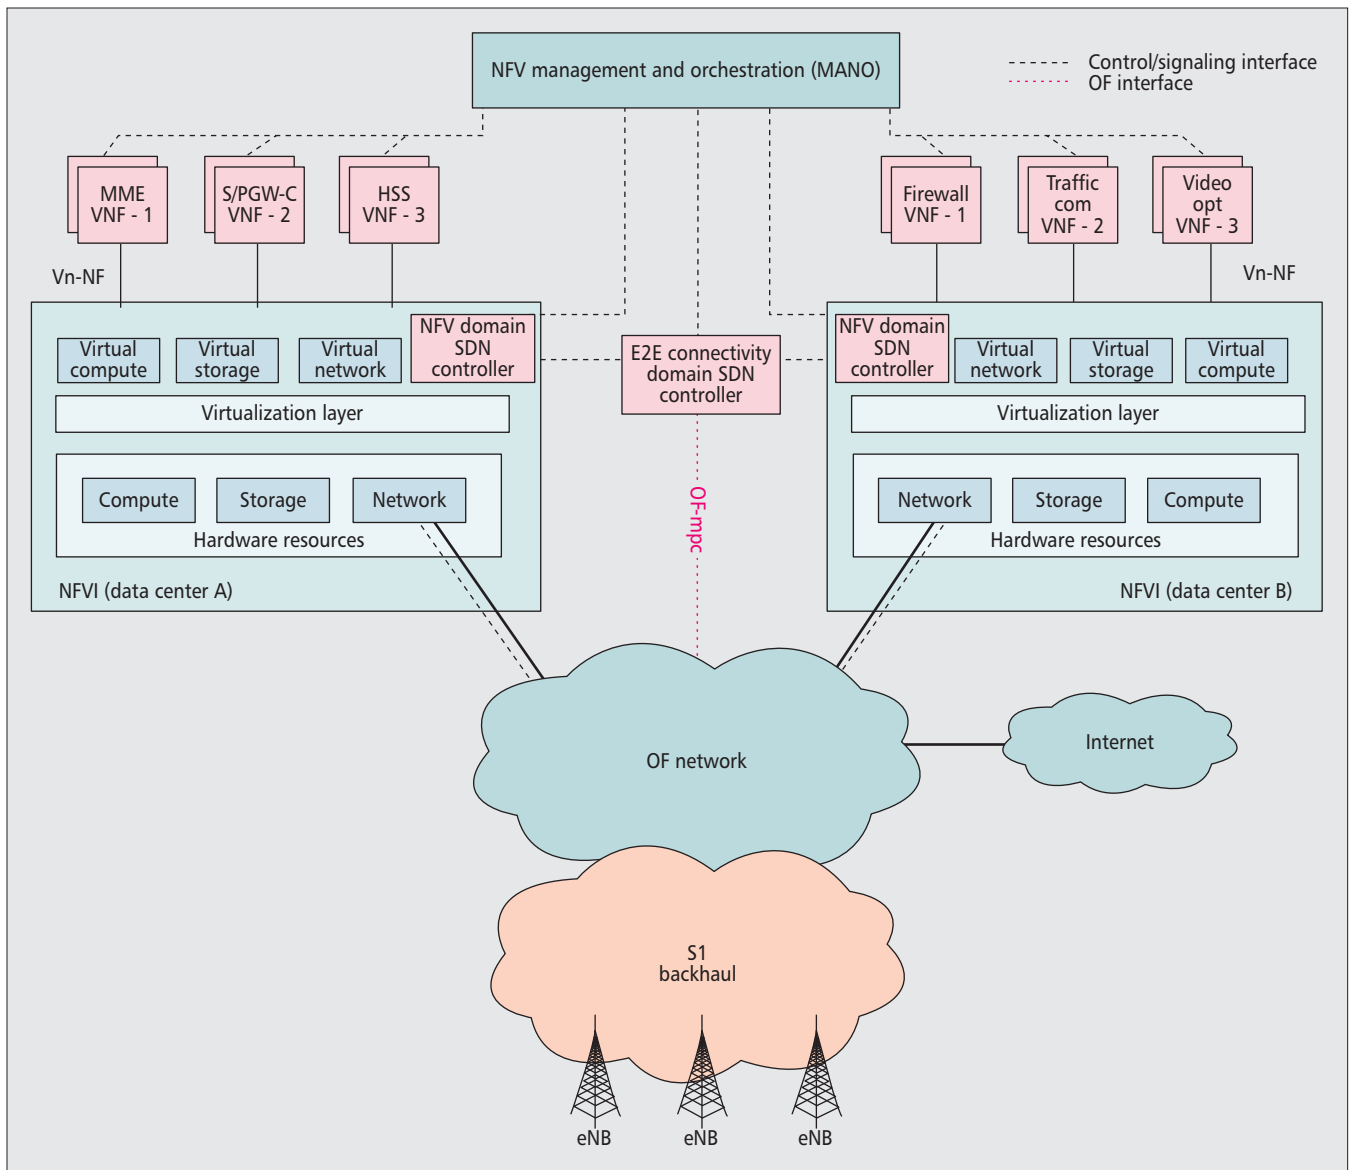 NFV management and orchestration (MANO)
Control/signaling interface
OF interface
MME
VNF - 1
S/PGW-C
VNF - 2
HSS
VNF - 3
Firewall
VNF - 1
Traffic
com
VNF - 2
Video
opt
VNF - 3
Vn-NF
Vn-NF
Virtual
compute
Virtual
storage
Virtual
network
NFV domain
SDN
controller
E2E connectivity
domain SDN
controller
NFV domain
SDN
controller
Virtual
network
Virtual
storage
Virtual
compute
Virtualization layer
Virtualization layer
Compute
Storage
Network
Hardware resources
NFVI (data center A)
OF-mpc
Network
Storage
Compute
Hardware resources
NFVI (data center B)
OF network
Internet
S1
backhaul
eNB
eNB
eNB